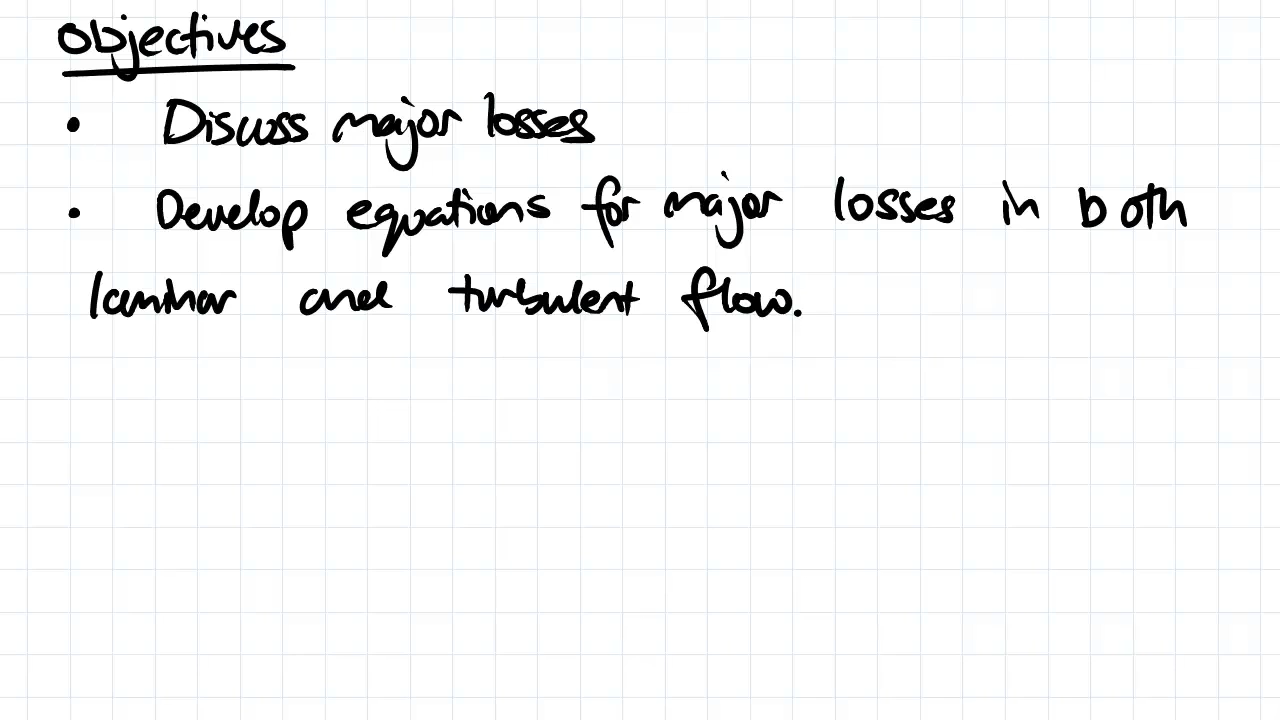 objectives
• Discuss major losses
• Develop equations for major losses in both
laminar and turbulent flow.